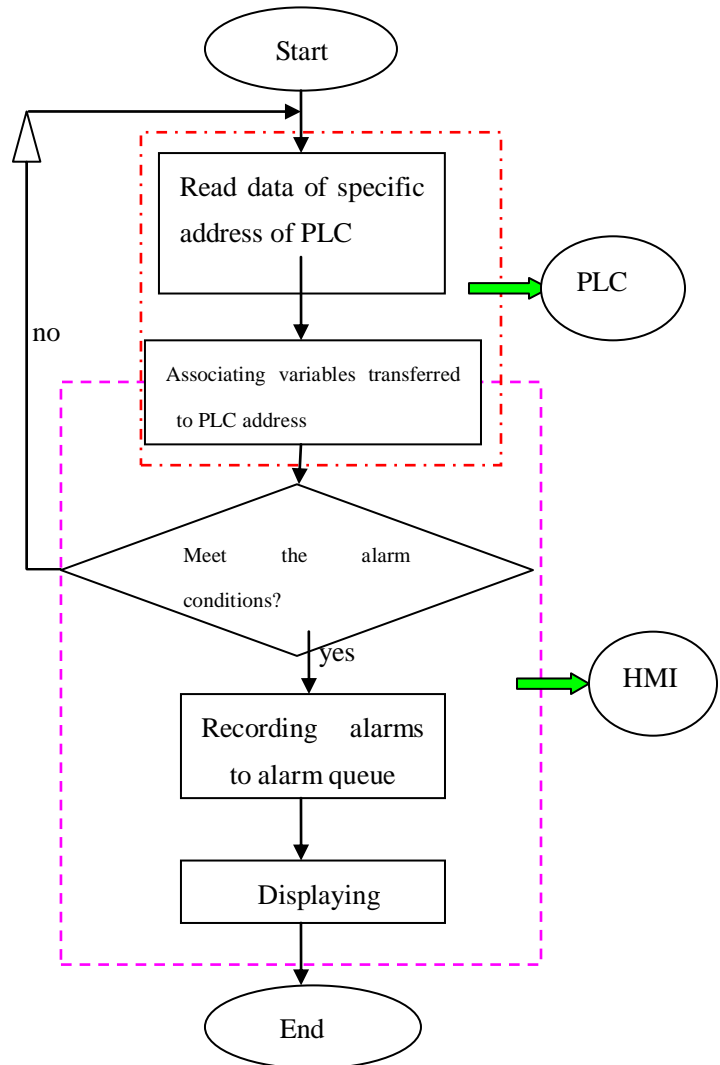 Start
Read data of specific
address of PLC
PLC
no
Associating variables transferred
to PLC address
Meet the alarm
conditions?
yes
HMI
Recording alarms
to alarm queue
Displaying
End